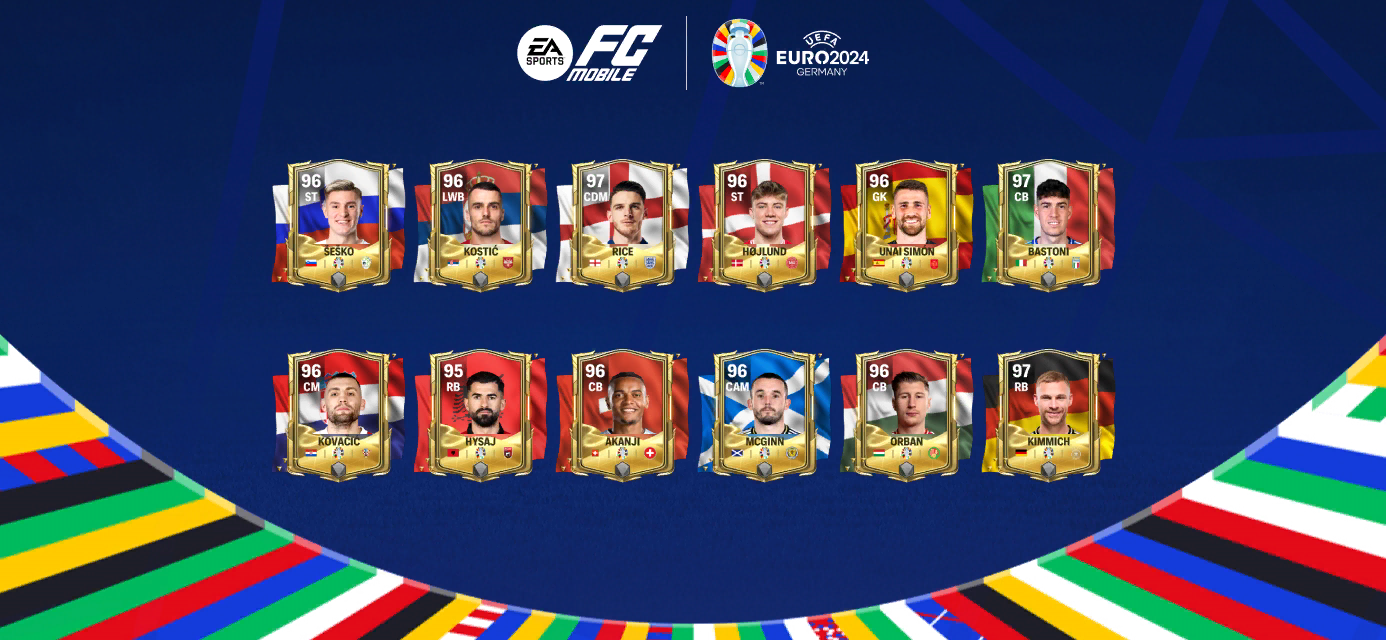 EA
SPORTS
FC
MOBILE
UEFA
EURO2024
GERMANY
96
ST
ŠEŠKO
96
LWB
KOSTIĆ
97
CDM
RICE
96
ST
HØJLUND
96
GK
UNAI SIMÓN
97
CB
BASTONI
96
CM
KOVAČIĆ
95
RB
HYSAJ
96
CB
AKANJI
96
CAM
MCGINN
96
CB
ORBÁN
97
RB
KIMMICH